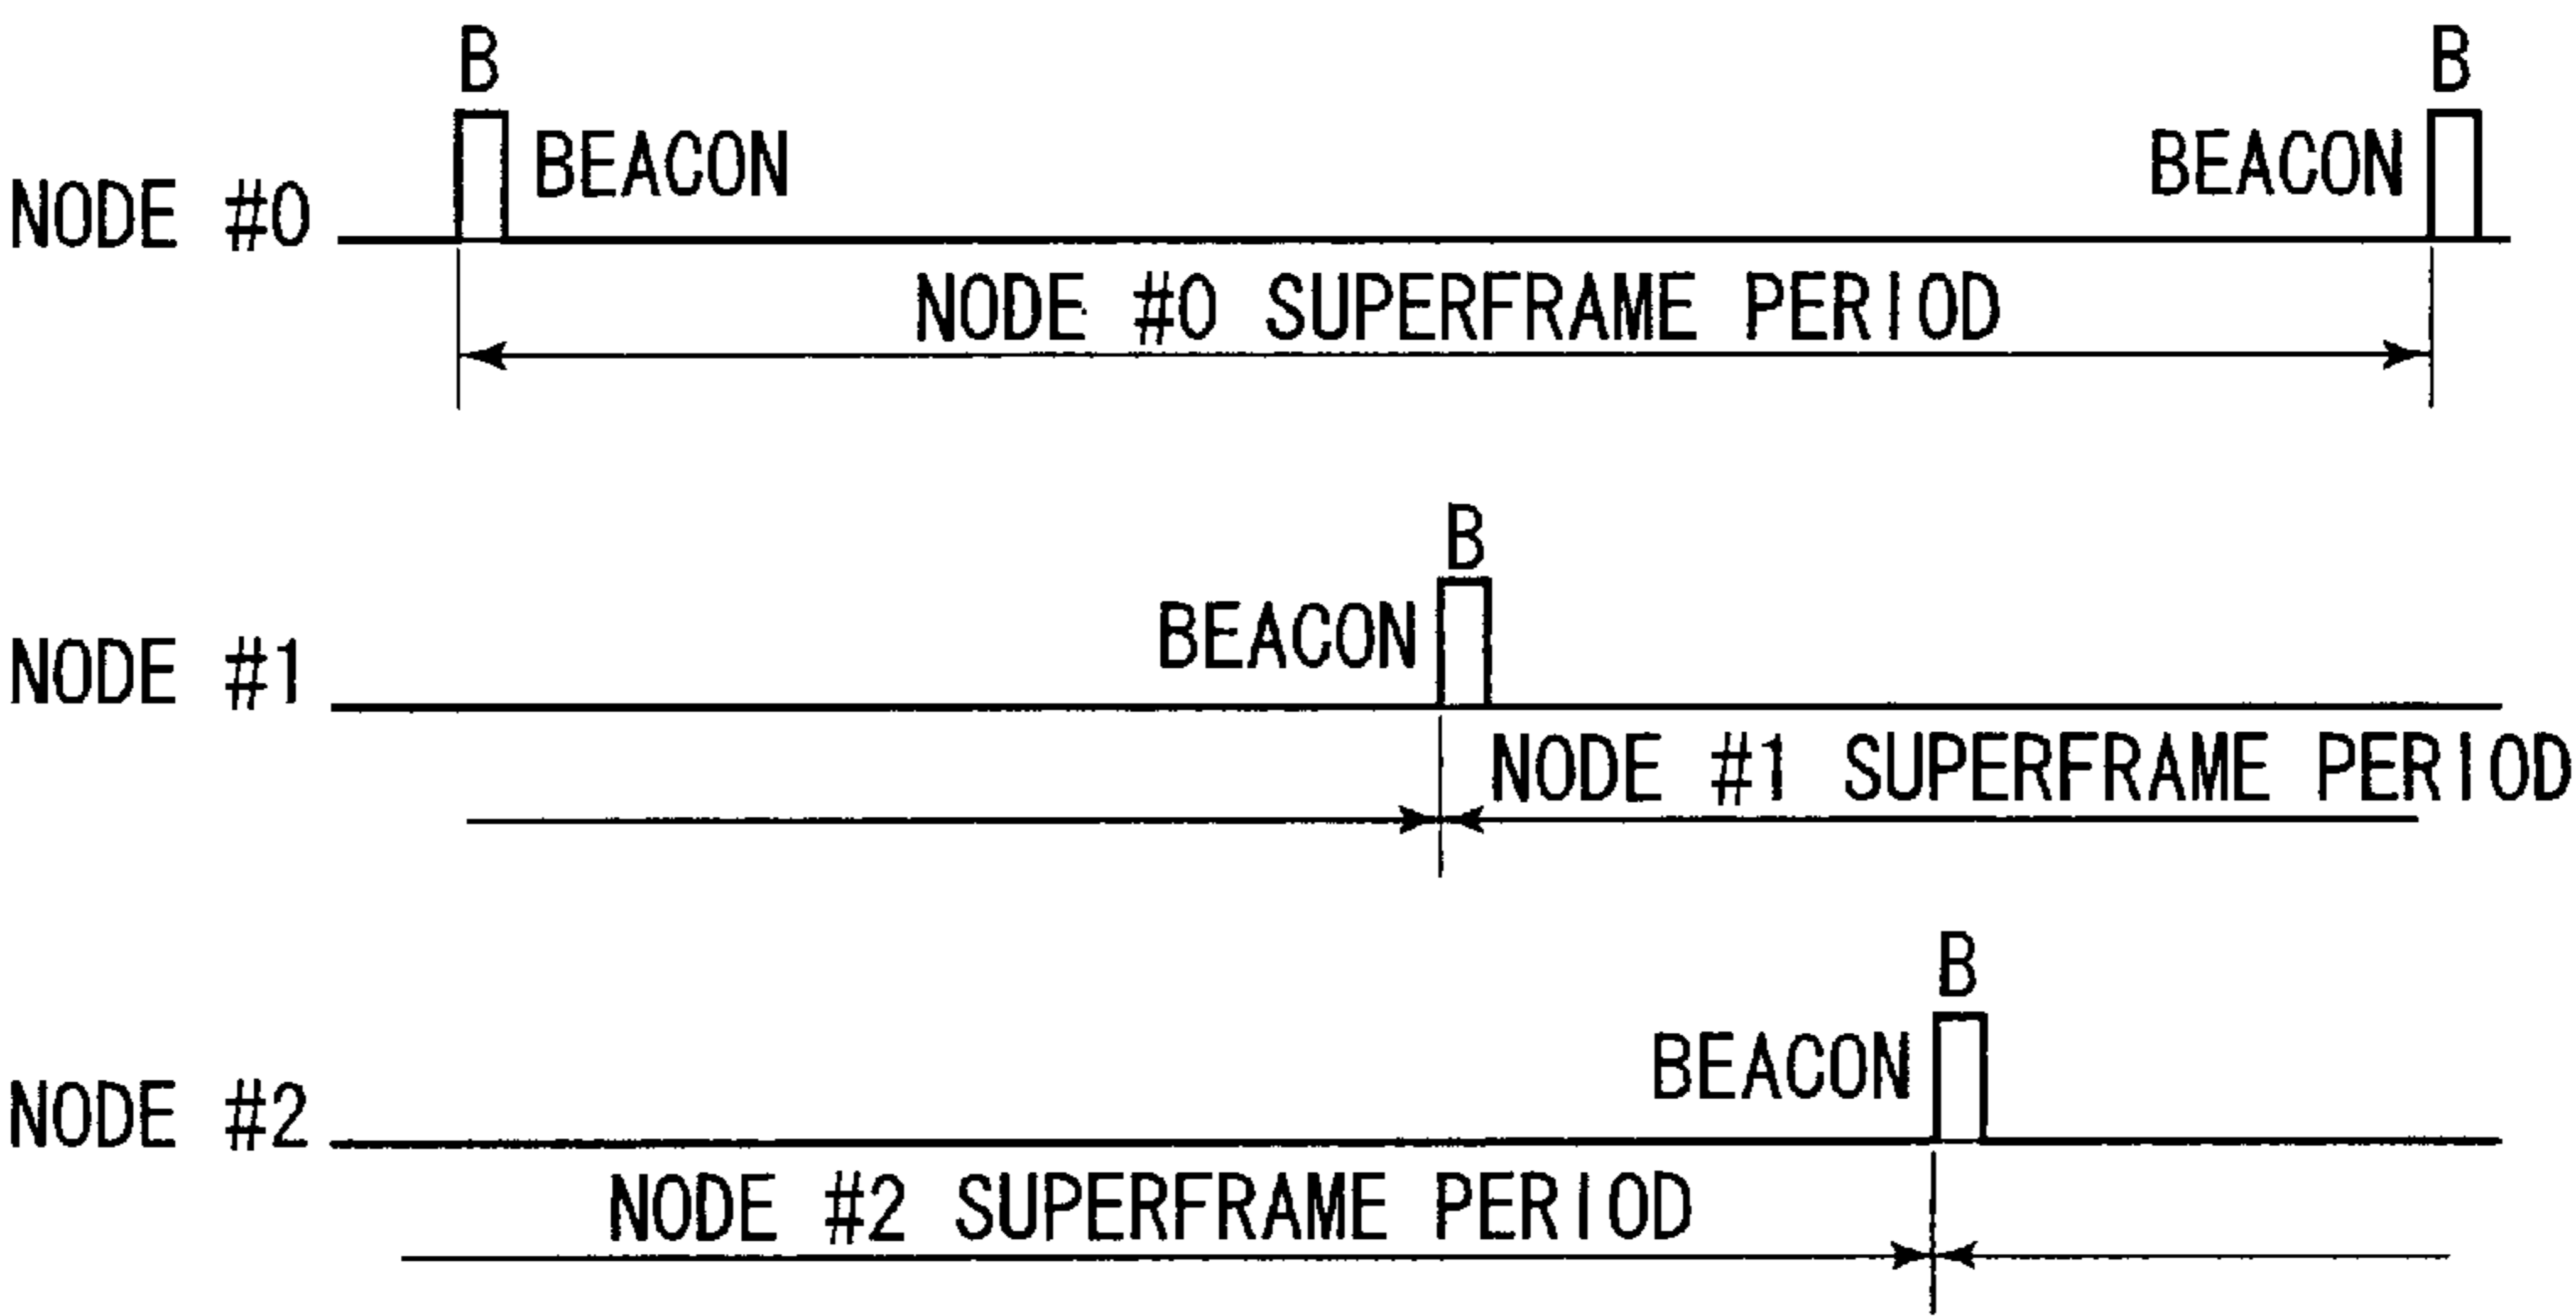 B
B
BEACON
BEACON
NODE #0
NODE #0 SUPERFRAME PERIOD
B
BEACON
NODE #1
NODE #1 SUPERFRAME PERIOD
B
BEACON
NODE #2
NODE #2 SUPERFRAME PERIOD